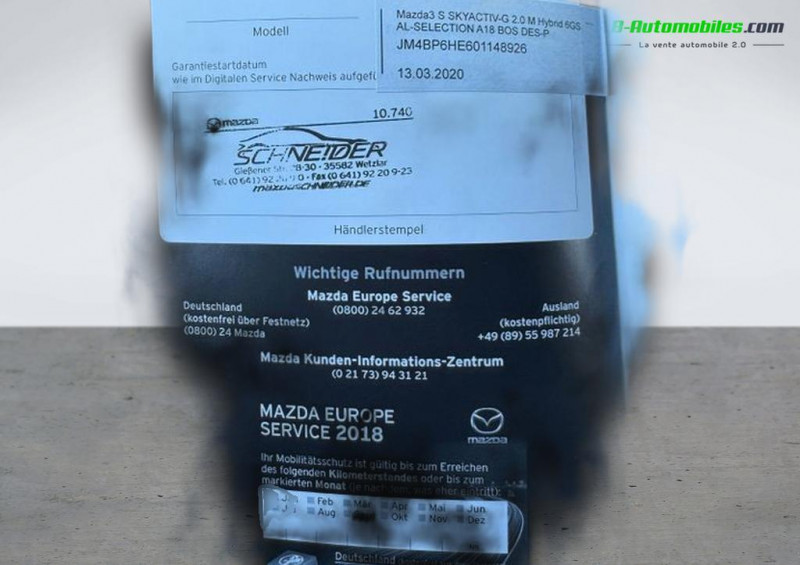 Modell
Mazda3 S SKYACTIV-G 2.0 M Hybrid 6GS
AL-SELECTION A18 BOS DES-P
JM4BP6HE601148926
13.03.2020
R-Automobiles.com
La vente automobile 2.0
Garantiestartdatum
wie im Digitalen Service Nachweis
mazda 10.740
SCHNEIDER
35582 Wetzlar
Tel. (0 641) 92 Fax (0 641) 92 20 9-23
Händlerstempel
Wichtige Rufnummern
Mazda Europe Service
(0800) 24 62 932
Deutschland
(kostenfrei über Festnetz)
(0800) 24 Mazda
Ausland
(kostenpflichtig)
+49 (89) 55 987 214
Mazda Kunden-Informations-Zentrum
(0 21 73) 94 31 21
MAZDA EUROPE
SERVICE 2018
mazda
Ihr Mobilitätsschutz ist gültig bis zum Erreichen
des folgenden Kilometerstandes oder bis zum
markierten Monat
Feb Mär Apr Mai Jun
Aug Okt Nov Dez
Deutschland